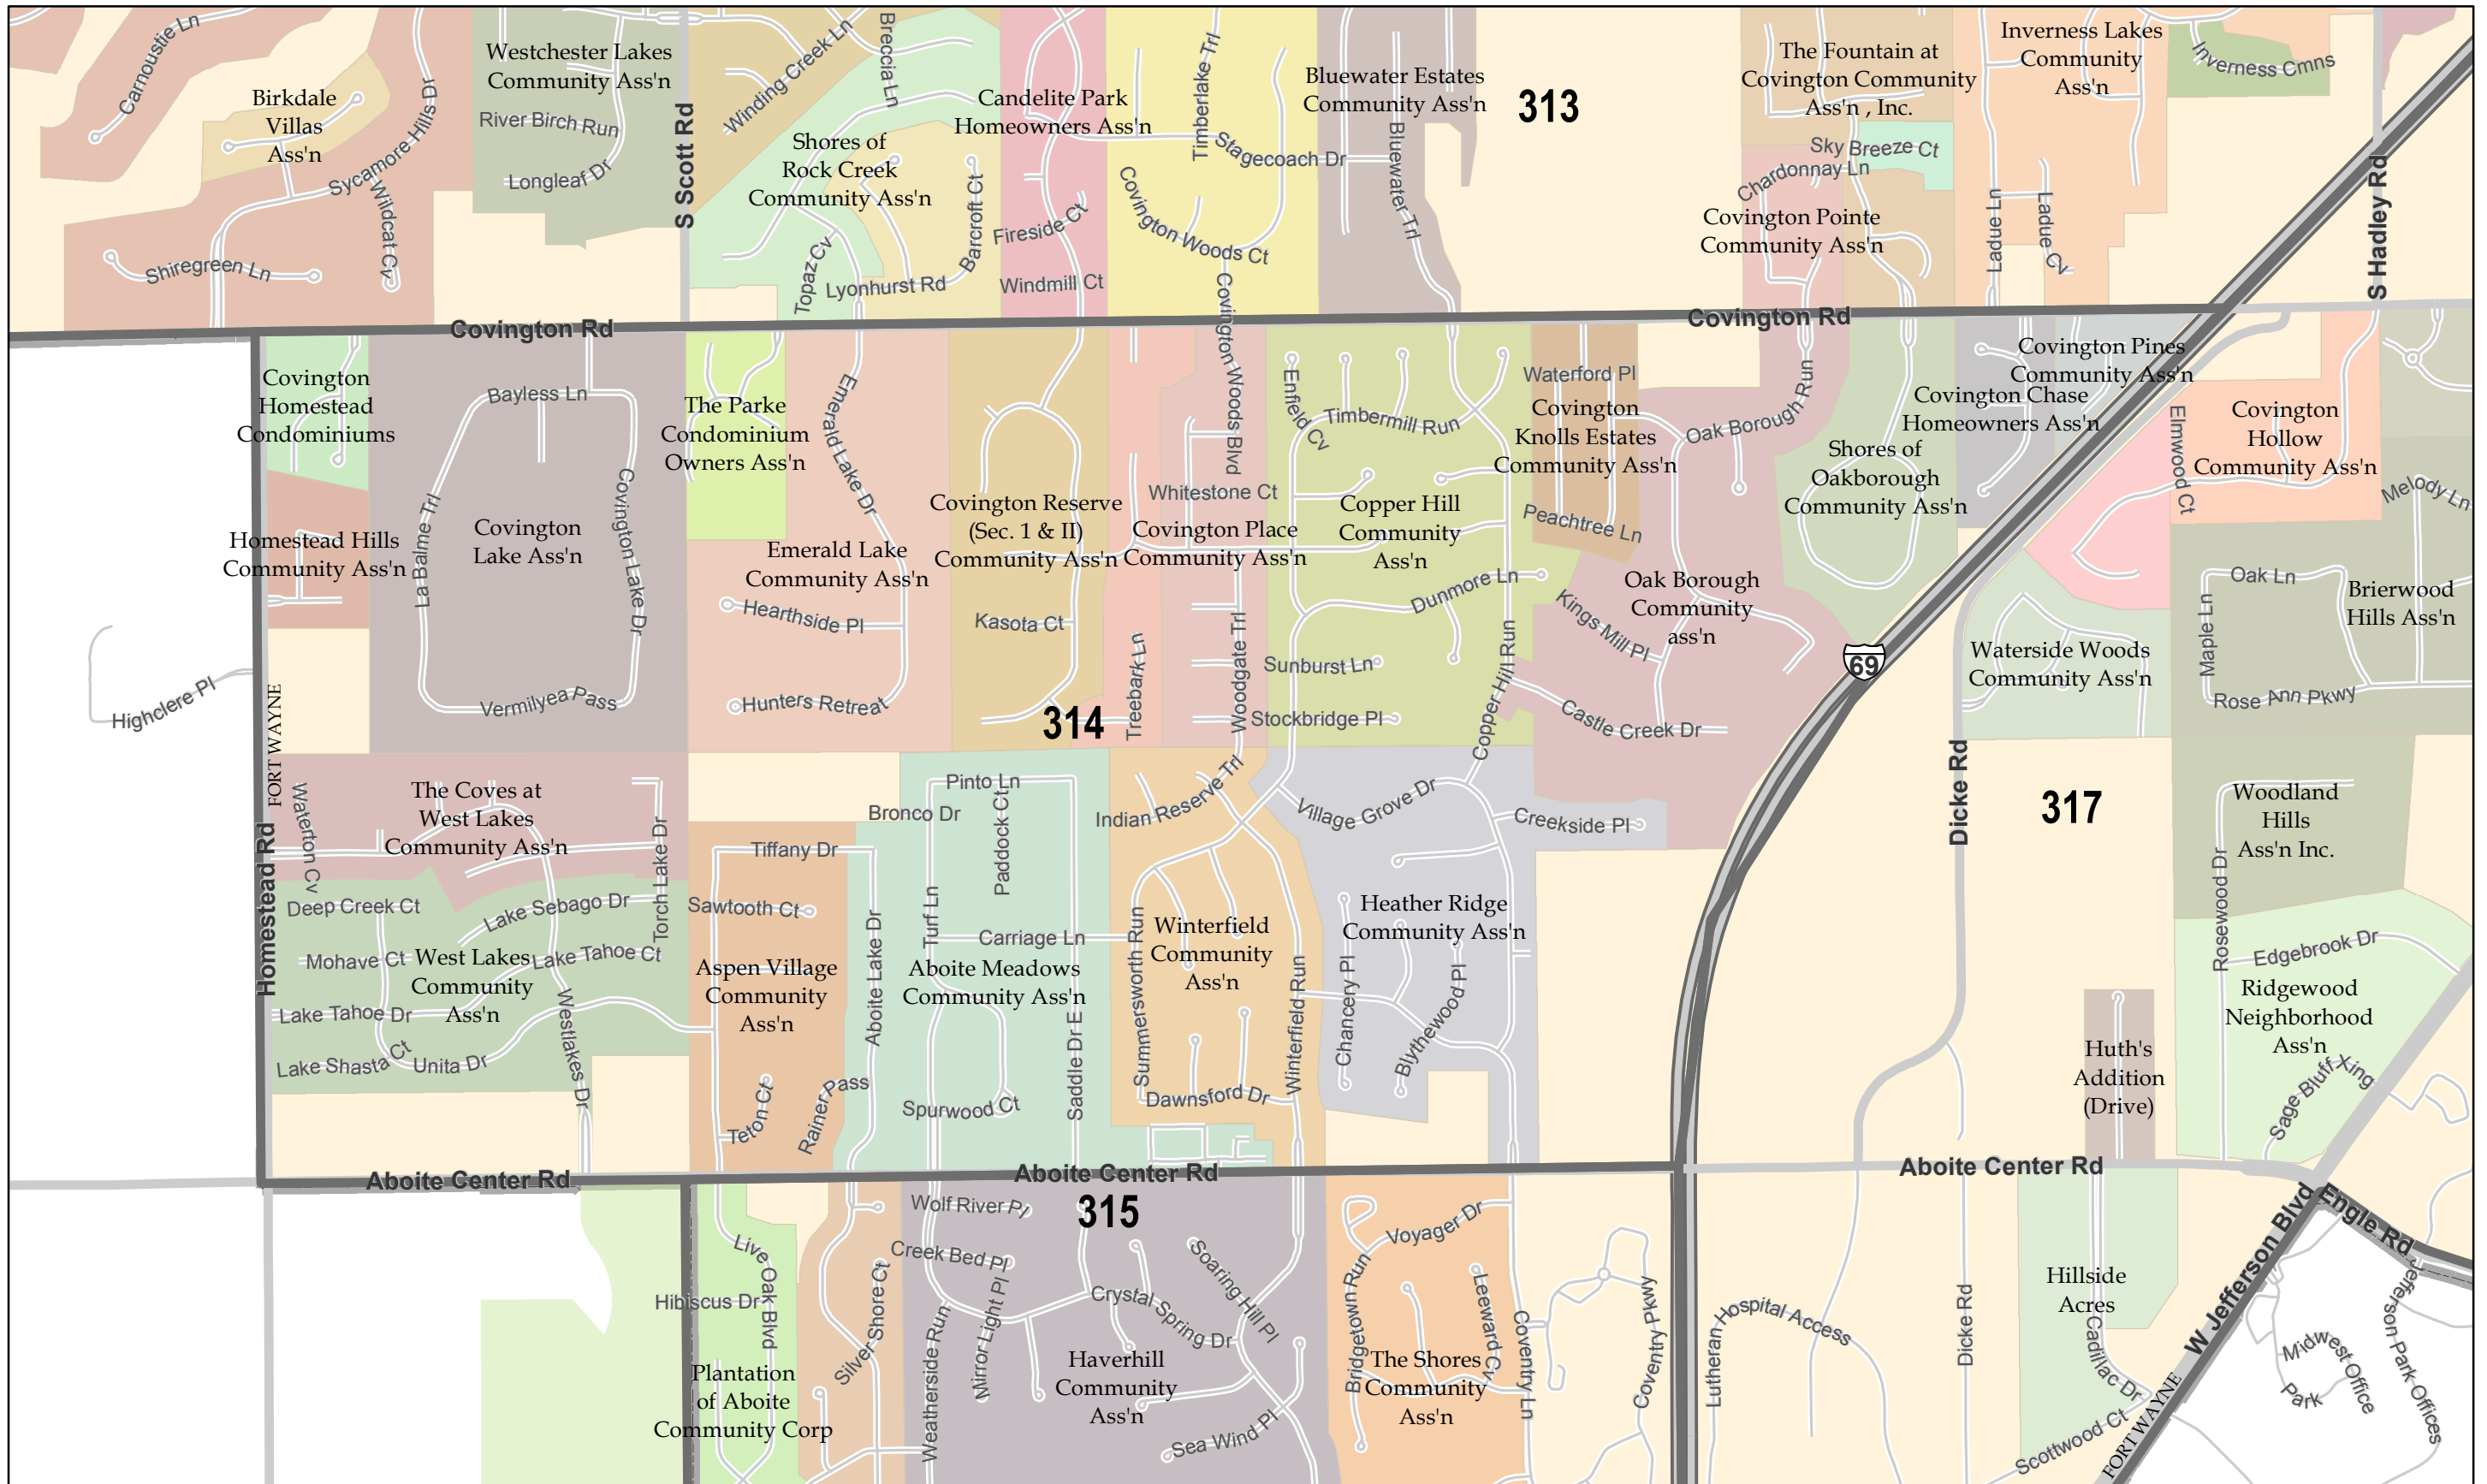 Carnoustie Ln
Birkdale
Villas
Ass'n
Sycamore Hills Dr
Wildcat Cv
Shiregreen Ln
Westchester Lakes
Community Ass'n
River Birch Run
Longleaf Dr
S Scott Rd
Winding Creek Ln
Breccia Ln
Shores of
Rock Creek
Community Ass'n
Topaz Cv
Lyonhurst Rd
Barcroft Ct
Candelite Park
Homeowners Ass'n
Fireside Ct
Windmill Ct
Timberlake Trl
Stagecoach Dr
Covington Woods Ct
Bluewater Estates
Community Ass'n
Bluewater Trl
313
The Fountain at
Covington Community
Ass'n , Inc.
Sky Breeze Ct
Chardonnay Ln
Covington Pointe
Community Ass'n
Inverness Lakes
Community
Ass'n
Inverness Cmns
Ladue Ln
Ladue Cv
S Hadley Rd
Covington Rd
Covington Rd
Covington
Homestead
Condominiums
Bayless Ln
Covington
Lake Ass'n
La Balme Trl
Covington Lake Dr
Vermilyea Pass
Homestead Hills
Community Ass'n
Highclere Pl
FORT WAYNE
The Parke
Condominium
Owners Ass'n
Emerald Lake Dr
Emerald Lake
Community Ass'n
Hearthside Pl
Hunters Retreat
Covington Reserve
(Sec. 1 & II)
Community Ass'n
Kasota Ct
314
Treebark Ln
Covington Woods Blvd
Whitestone Ct
Covington Place
Community Ass'n
Woodgate Trl
Enfield Cv
Timbermill Run
Copper Hill
Community
Ass'n
Dunmore Ln
Sunburst Ln
Stockbridge Pl
Copper Hill Run
Waterford Pl
Covington
Knolls Estates
Community Ass'n
Peachtree Ln
Oak Borough Run
Oak Borough
Community
ass'n
Kings Mill Pl
Castle Creek Dr
Shores of
Oakborough
Community Ass'n
Covington Pines
Community Ass'n
Covington Chase
Homeowners Ass'n
69
Elmwood Ct
Covington
Hollow
Community Ass'n
Melody Ln
Oak Ln
Maple Ln
Brierwood
Hills Ass'n
Rose Ann Pkwy
Waterside Woods
Community Ass'n
Dicke Rd
317
Woodland
Hills
Ass'n Inc.
Rosewood Dr
Edgebrook Dr
Ridgewood
Neighborhood
Ass'n
Sage Bluff Xing
Huth's
Addition
(Drive)
Homestead Rd
Waterton Cv
The Coves at
West Lakes
Community Ass'n
Torch Lake Dr
Deep Creek Ct
Lake Sebago Dr
Mohave Ct
West Lakes
Community
Ass'n
Lake Tahoe Ct
Lake Tahoe Dr
Lake Shasta Ct
Unita Dr
Westlakes Dr
Tiffany Dr
Sawtooth Ct
Aspen Village
Community
Ass'n
Teton Ct
Rainer Pass
Aboite Lake Dr
Bronco Dr
Pinto Ln
Paddock Ct
Turf Ln
Carriage Ln
Aboite Meadows
Community Ass'n
Saddle Dr E
Spurwood Ct
Indian Reserve Trl
Summersworth Run
Winterfield
Community
Ass'n
Winterfield Run
Dawnsford Dr
Village Grove Dr
Creekside Pl
Heather Ridge
Community Ass'n
Chancery Pl
Blythewood Pl
Aboite Center Rd
Aboite Center Rd
Aboite Center Rd
315
Live Oak Blvd
Hibiscus Dr
Plantation
of Aboite
Community Corp
Silver Shore Ct
Wolf River Pl
Creek Bed Pl
Mirror Light Pl
Weatherside Run
Crystal Spring Dr
Soaring Hill Pl
Haverhill
Community
Ass'n
Sea Wind Pl
Voyager Dr
Bridgetown Run
Leeward Cv
The Shores
Community
Ass'n
Coventry Ln
Coventry Pkwy
Lutheran Hospital Access
Dicke Rd
Hillside
Acres
Cadillac Dr
Scottwood Ct
W Jefferson Blvd
FORT WAYNE
Engle Rd
Midwest Office
Park
Jefferson Park Offices